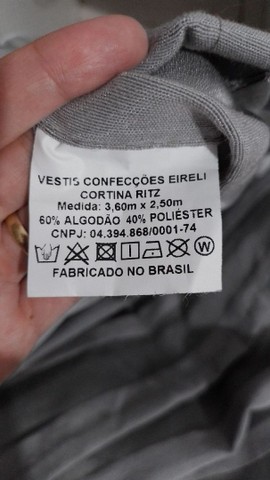 VESTIS CONFECÇÕES EIRELI
CORTINA RITZ
Medida: 3,60m x 2,50m
60% ALGODÃO 40% POLIÉSTER
CNPJ: 04.394.868/0001-74
W
FABRICADO NO BRASIL